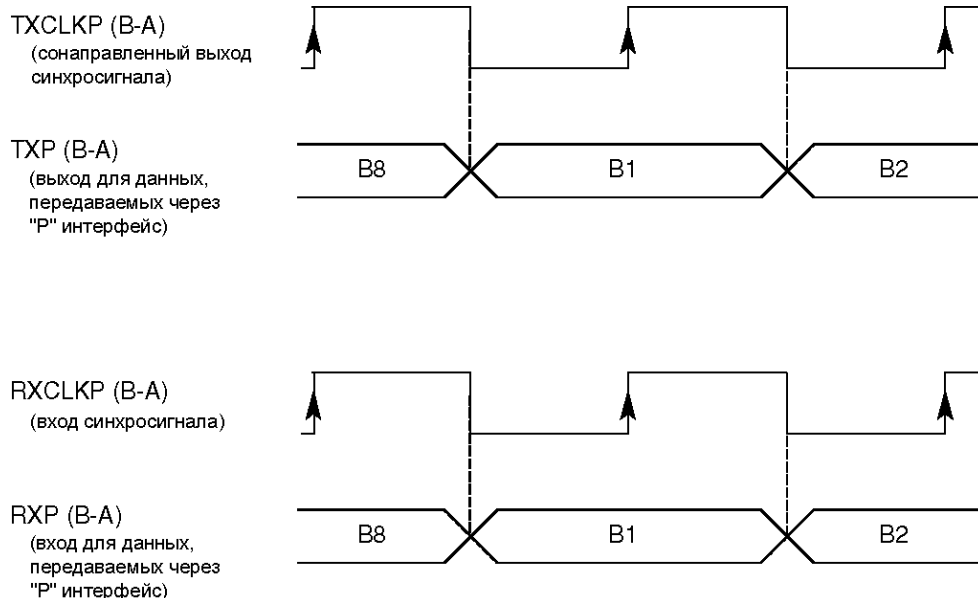 TXCLKP (B-A)
(сонаправленный выход
синхросигнала)
TXP (B-A)
(выход для данных,
передаваемых через
"P" интерфейс)
B8
B1
B2
RXCLKP (B-A)
(вход синхросигнала)
RXP (B-A)
(вход для данных,
передаваемых через
"P" интерфейс)
B8
B1
B2